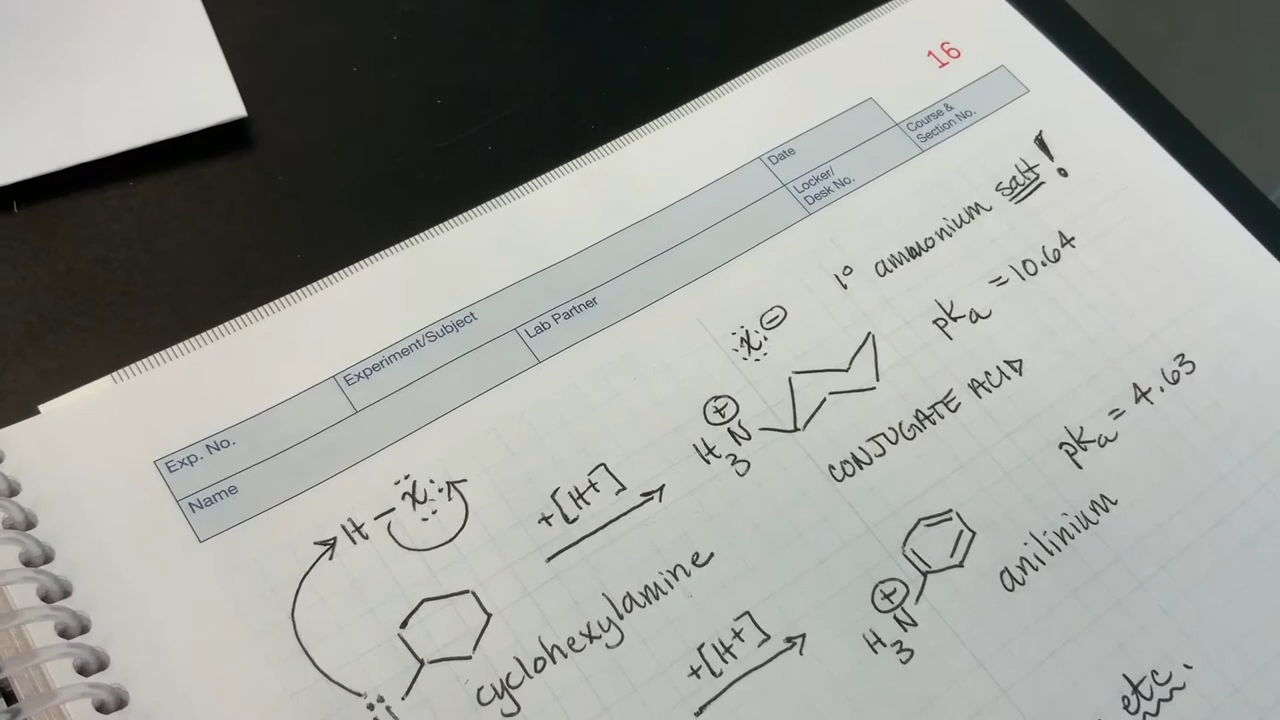 16
Exp. No.
Experiment/Subject
Date
Course &
Section No.
Name
Lab Partner
Locker/
Desk No.
1° ammonium salt!
:X: ⊖
pKa = 10.64
H3N ⊕
CONJUGATE ACID
H–X:
+[H+]
cyclohexylamine
pKa = 4.63
anilinium
H3N ⊕
+[H+]
etc.